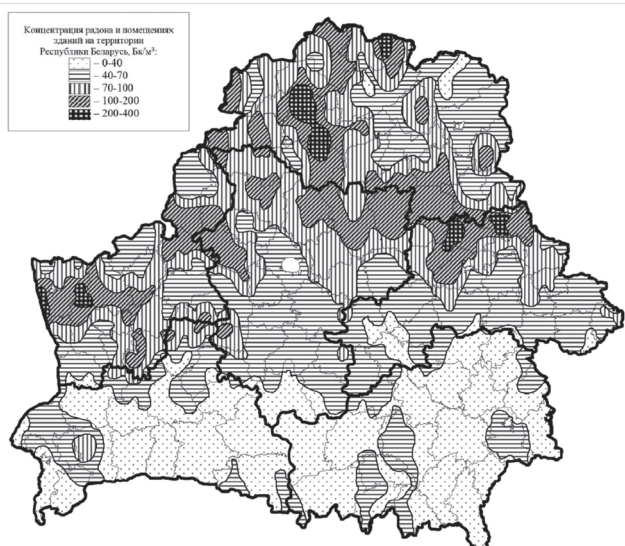 Концентрация радона в помещениях
зданий на территории
Республики Беларусь, Бк/м³:
– 0-40
– 40-70
– 70-100
– 100-200
– 200-400